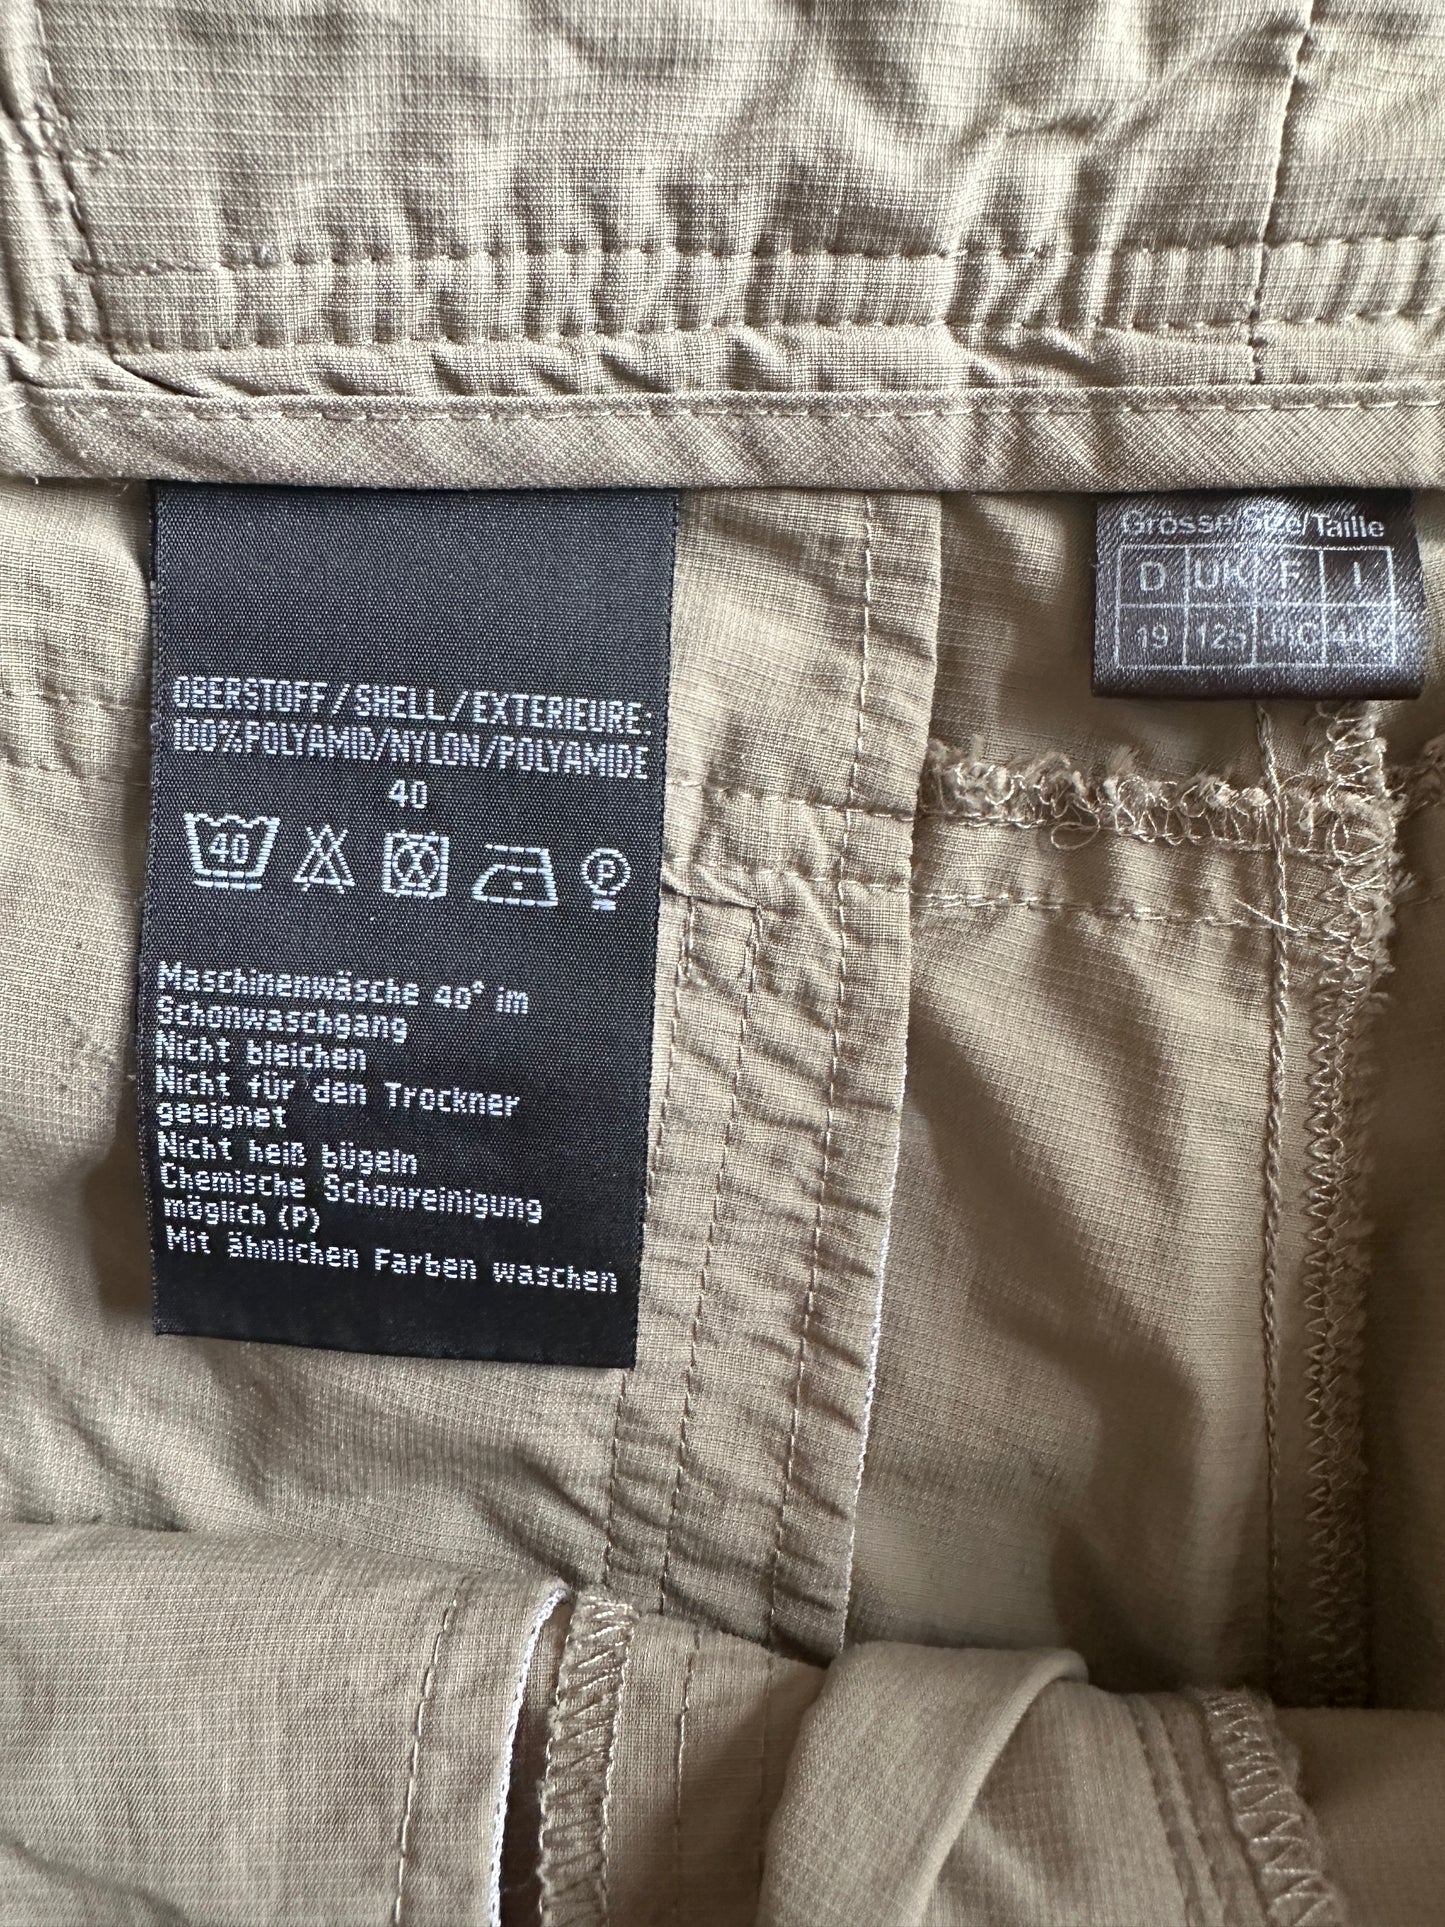 OBERSTOFF/SHELL/EXTERIEURE:
100%POLYAMID/NYLON/POLYAMIDE
40
40 P
Maschinenwäsche 40° im
Schonwaschgang
Nicht bleichen
Nicht für den Trockner
geeignet
Nicht heiß bügeln
Chemische Schonreinigung
möglich (P)
Mit ähnlichen Farben waschen
Grösse/Size/Taille
D UK F I
19 12S 44C